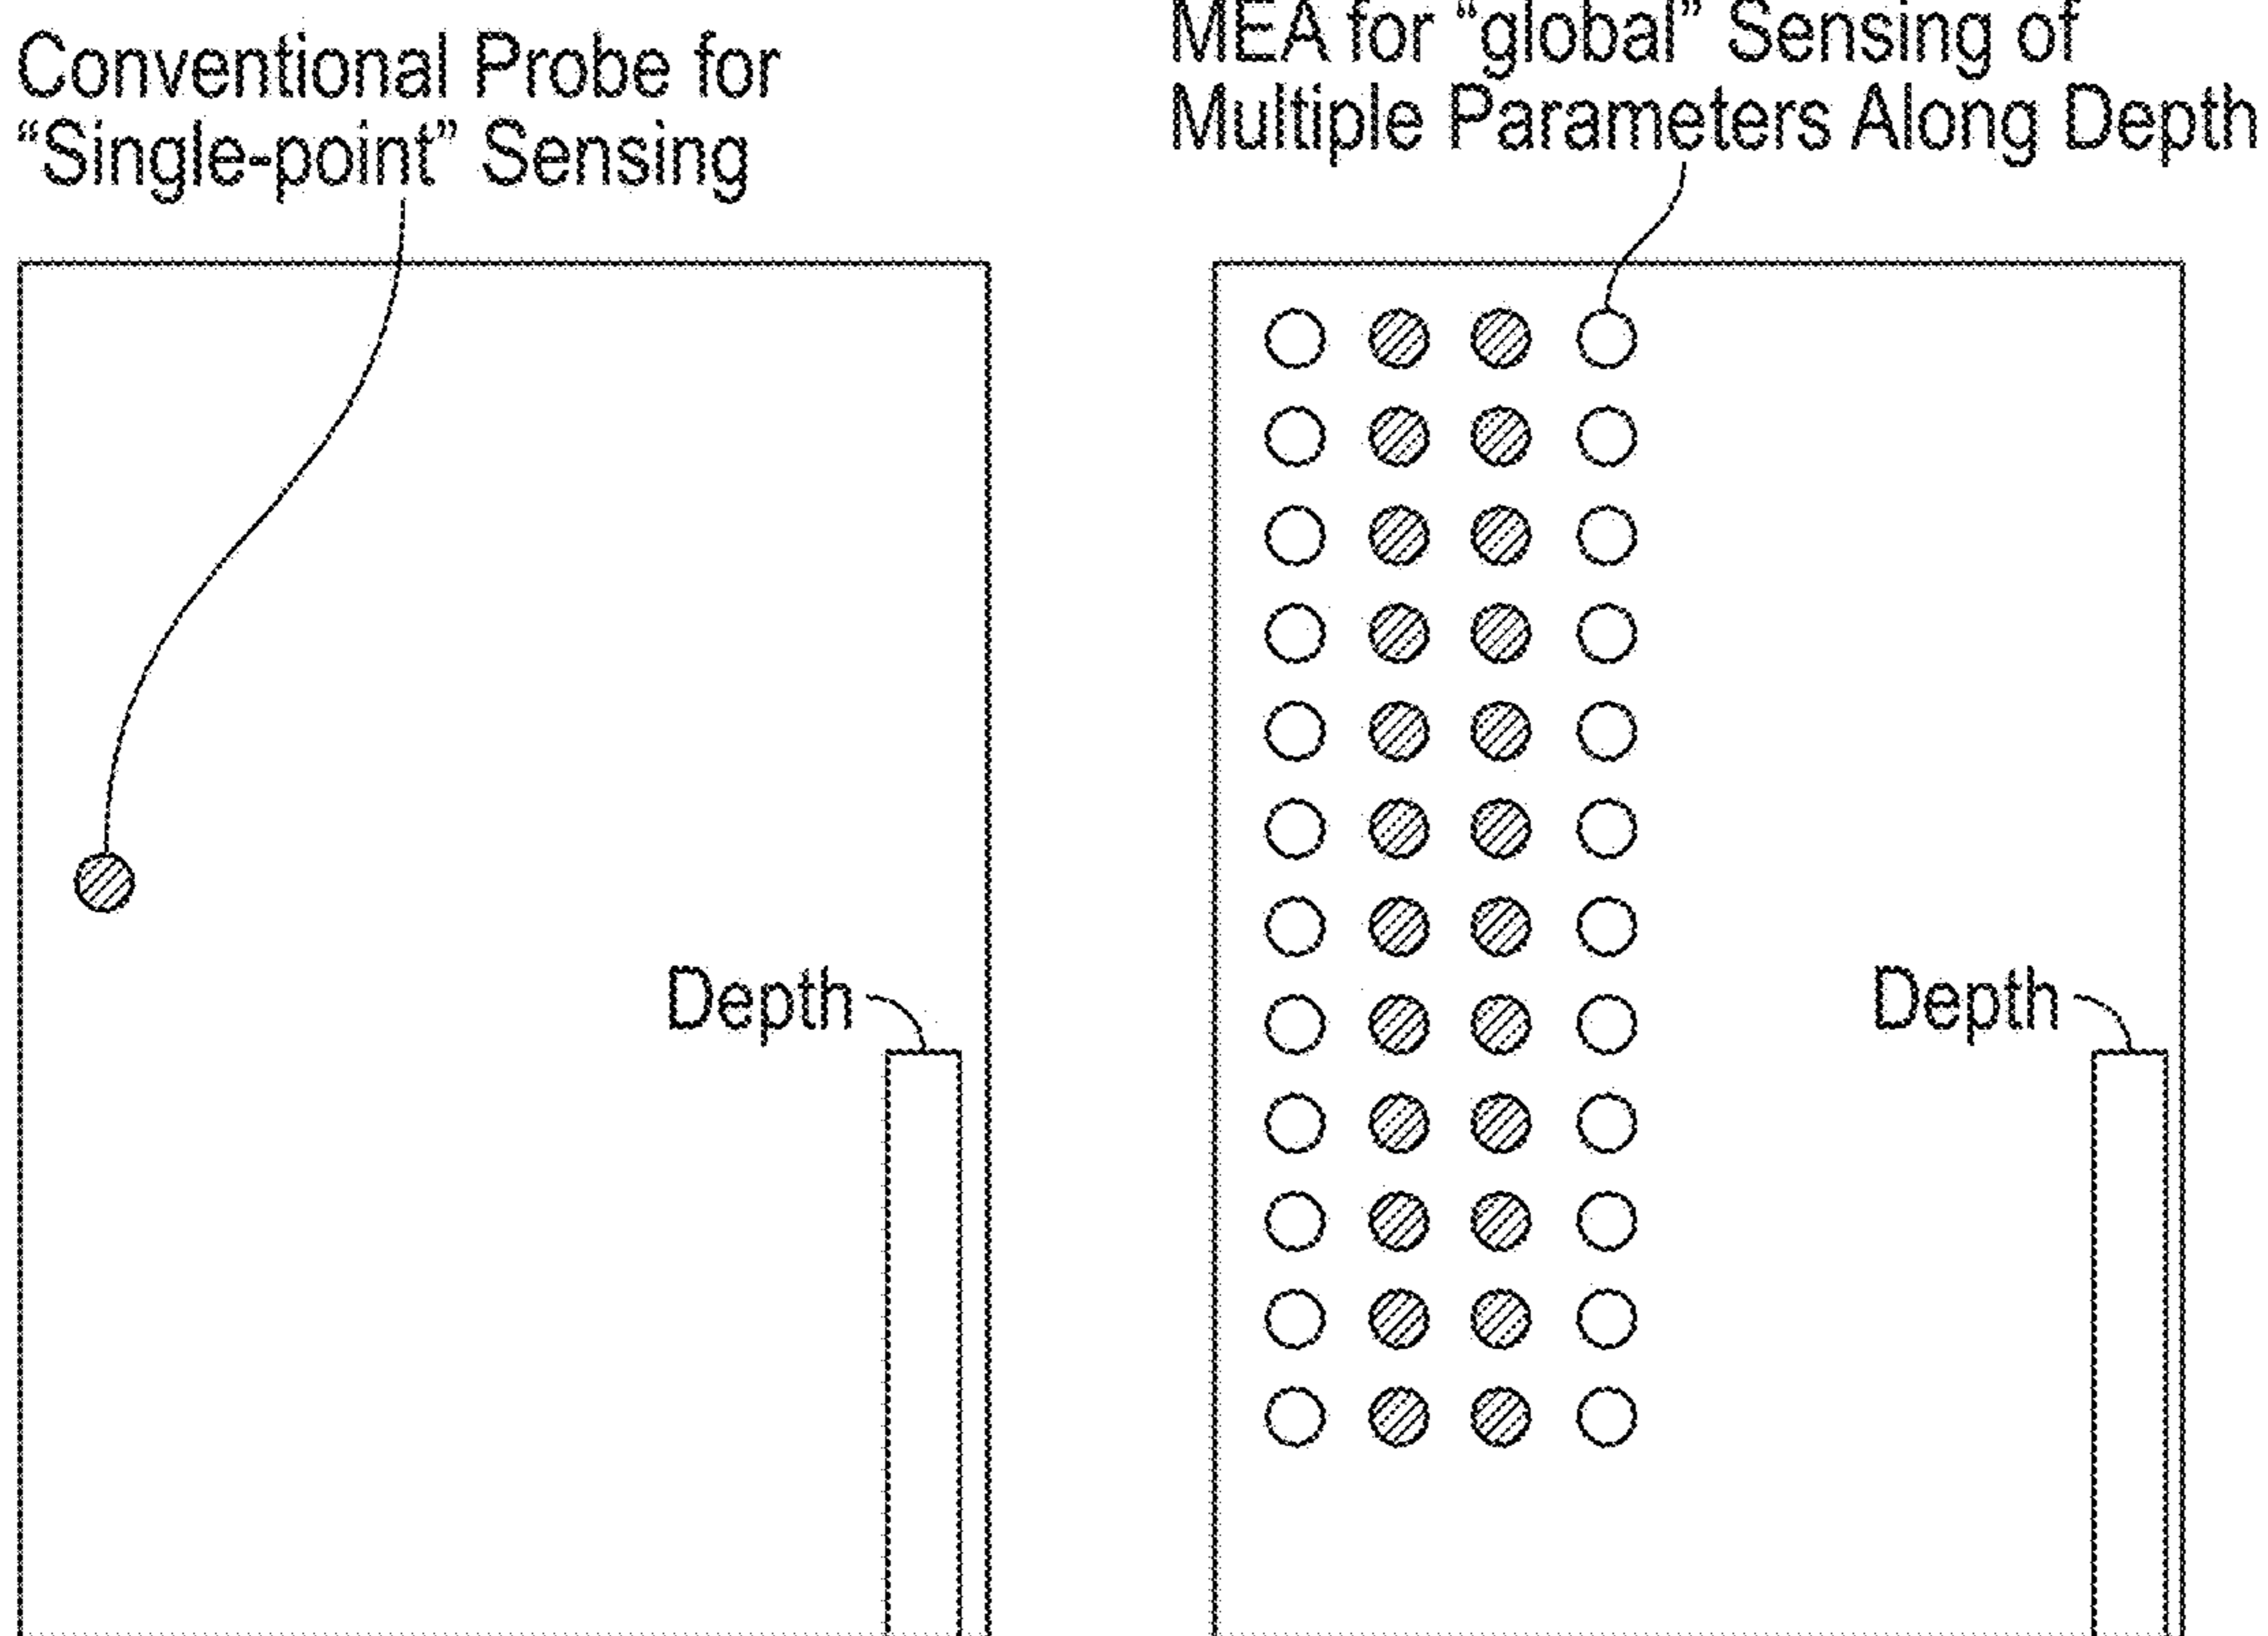 Conventional Probe for
“Single-point” Sensing
MEA for “global” Sensing of
Multiple Parameters Along Depth
Depth
Depth